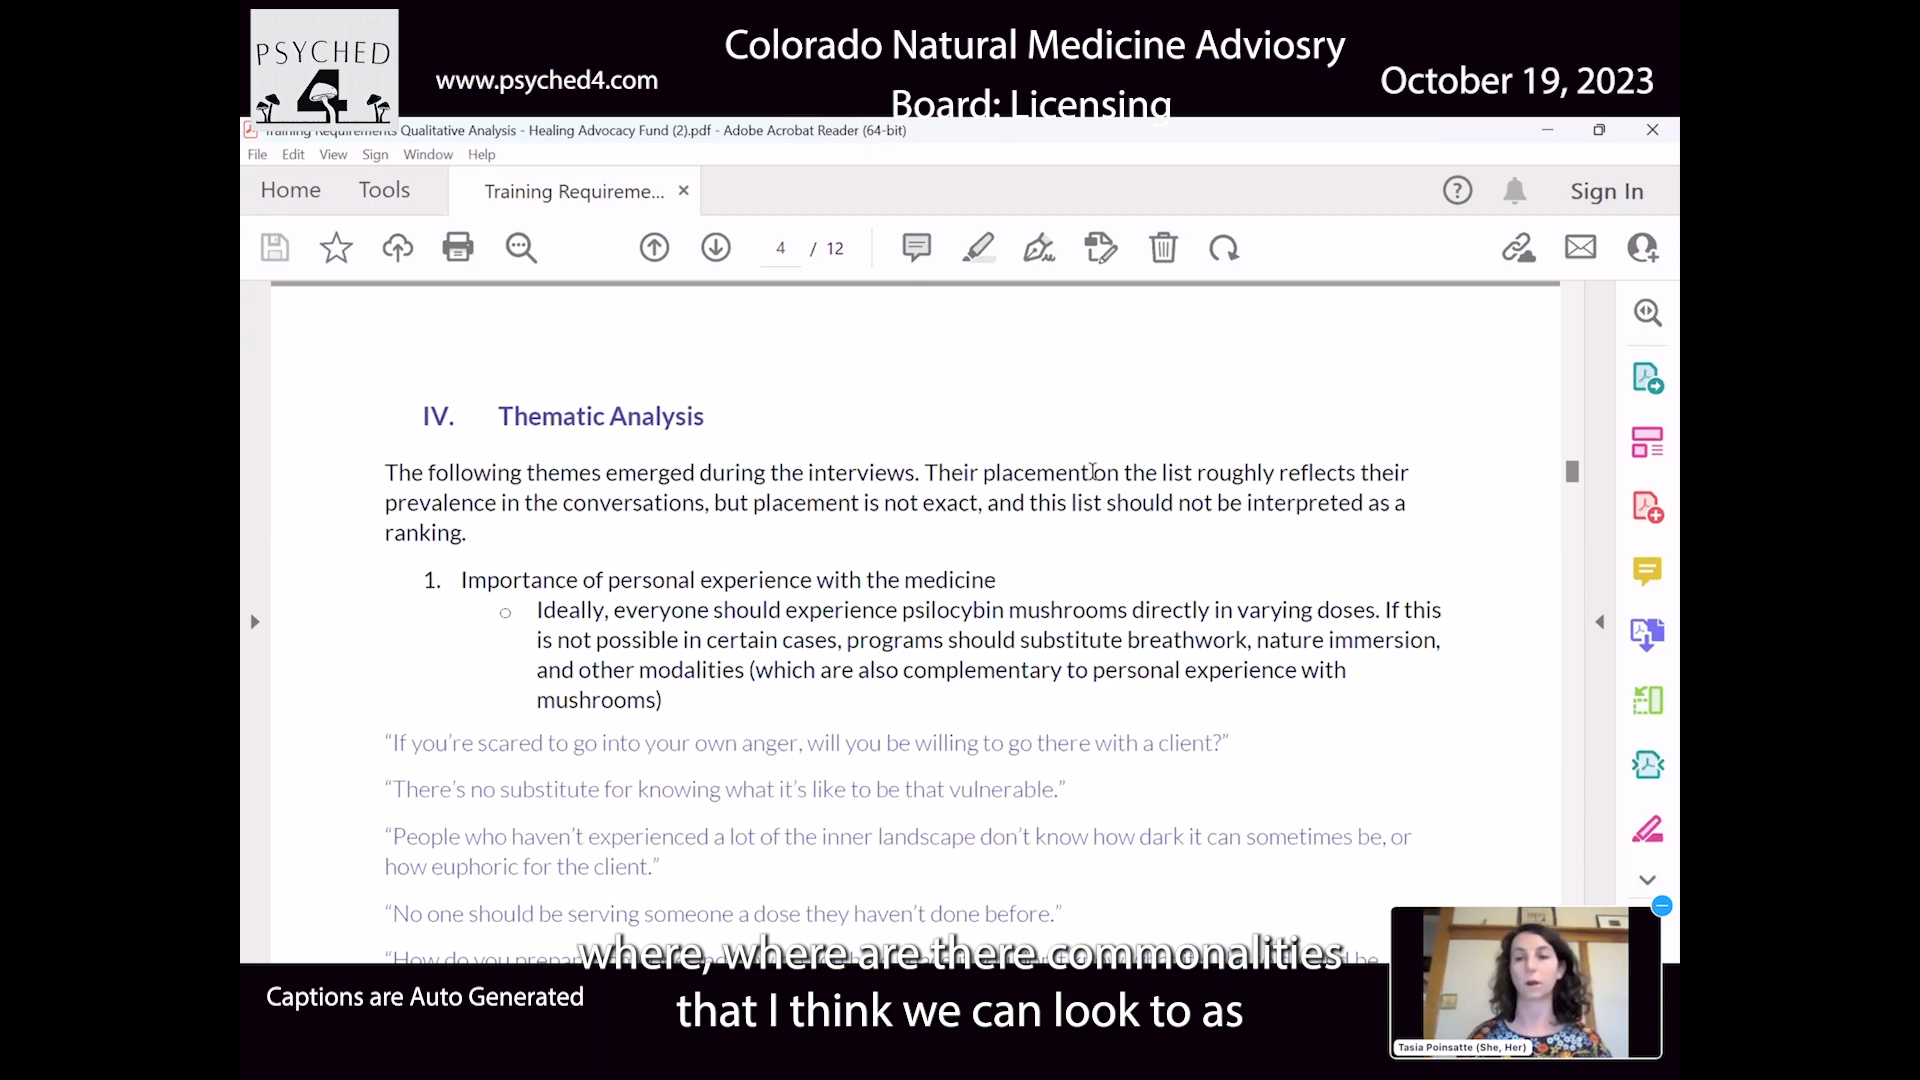 PSYCHED
4
www.psyched4.com
Colorado Natural Medicine Adviosry
Board: Licensing
October 19, 2023
Training Requirements Qualitative Analysis - Healing Advocacy Fund (2).pdf - Adobe Acrobat Reader (64-bit)
File Edit View Sign Window Help
Home Tools Training Requireme... Sign In
4 / 12
IV. Thematic Analysis
The following themes emerged during the interviews. Their placement on the list roughly reflects their
prevalence in the conversations, but placement is not exact, and this list should not be interpreted as a
ranking.
1. Importance of personal experience with the medicine
○ Ideally, everyone should experience psilocybin mushrooms directly in varying doses. If this
is not possible in certain cases, programs should substitute breathwork, nature immersion,
and other modalities (which are also complementary to personal experience with
mushrooms)
“If you’re scared to go into your own anger, will you be willing to go there with a client?”
“There’s no substitute for knowing what it’s like to be that vulnerable.”
“People who haven’t experienced a lot of the inner landscape don’t know how dark it can sometimes be, or
how euphoric for the client.”
“No one should be serving someone a dose they haven’t done before.”
“How do you
where, where are there commonalities
that I think we can look to as
Captions are Auto Generated
Tasia Poinsatte (She, Her)